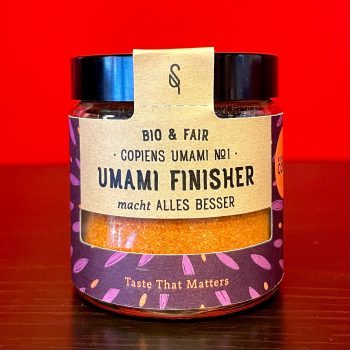 BIO & FAIR
· COPIENS UMAMI Nº1 ·
UMAMI FINISHER
macht ALLES BESSER
Taste That Matters